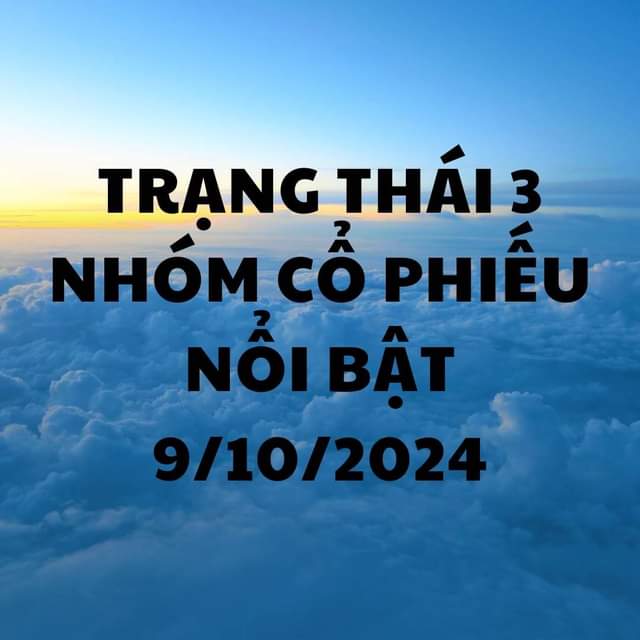 TRẠNG THÁI 3
NHÓM CỔ PHIẾU
NỔI BẬT
9/10/2024